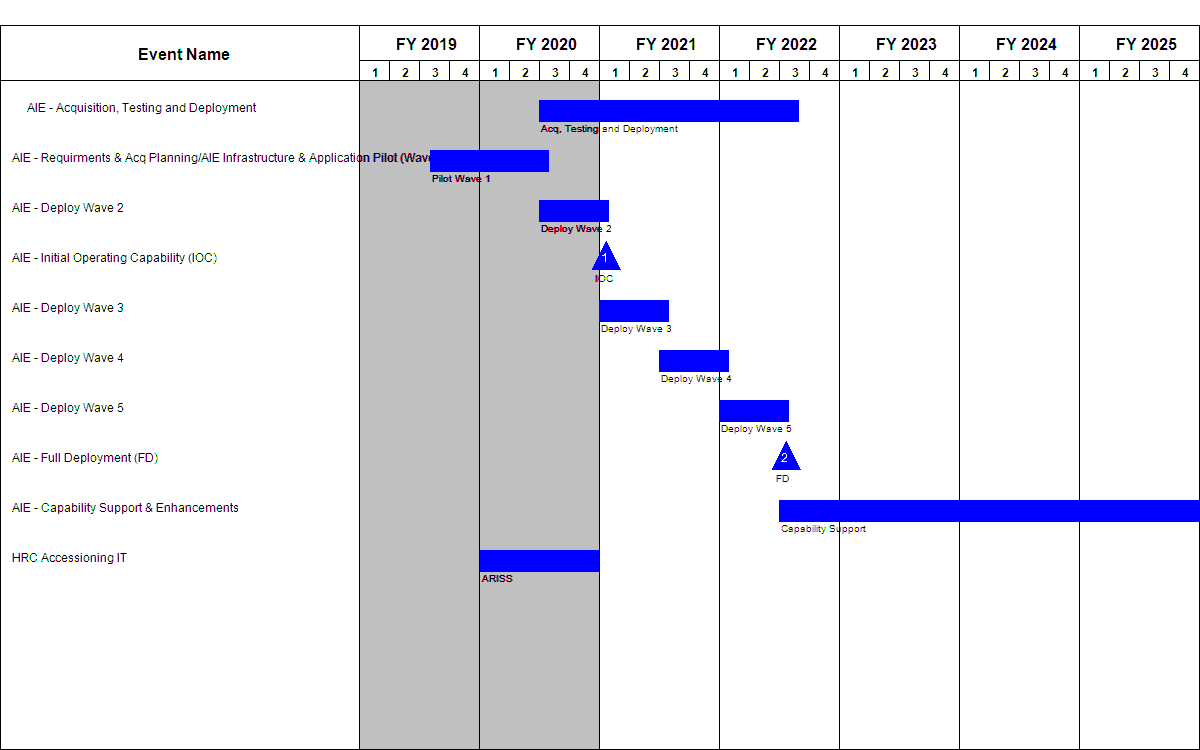 Event Name FY 2019 FY 2020 FY 2021 FY 2022 FY 2023 FY 2024 FY 2025
1 2 3 4 1 2 3 4 1 2 3 4 1 2 3 4 1 2 3 4 1 2 3 4 1 2 3 4
AIE - Acquisition, Testing and Deployment
Acq, Testing and Deployment
AIE - Requirments & Acq Planning/AIE Infrastructure & Application Pilot (Wave
Pilot Wave 1
AIE - Deploy Wave 2
Deploy Wave 2
AIE - Initial Operating Capability (IOC)
1
IOC
AIE - Deploy Wave 3
Deploy Wave 3
AIE - Deploy Wave 4
Deploy Wave 4
AIE - Deploy Wave 5
Deploy Wave 5
AIE - Full Deployment (FD)
2
FD
AIE - Capability Support & Enhancements
Capability Support
HRC Accessioning IT
ARISS